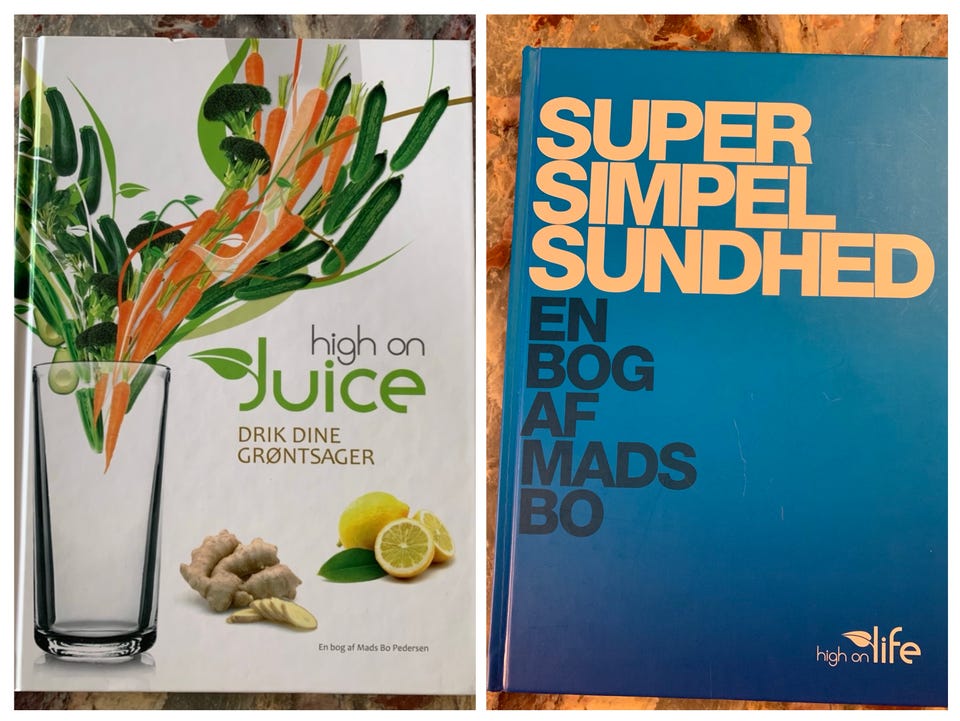 high on
Juice
DRIK DINE
GRØNTSAGER
En bog af Mads Bo Pedersen
SUPER
SIMPEL
SUNDHED
EN
BOG
AF
MADS
BO
high on life